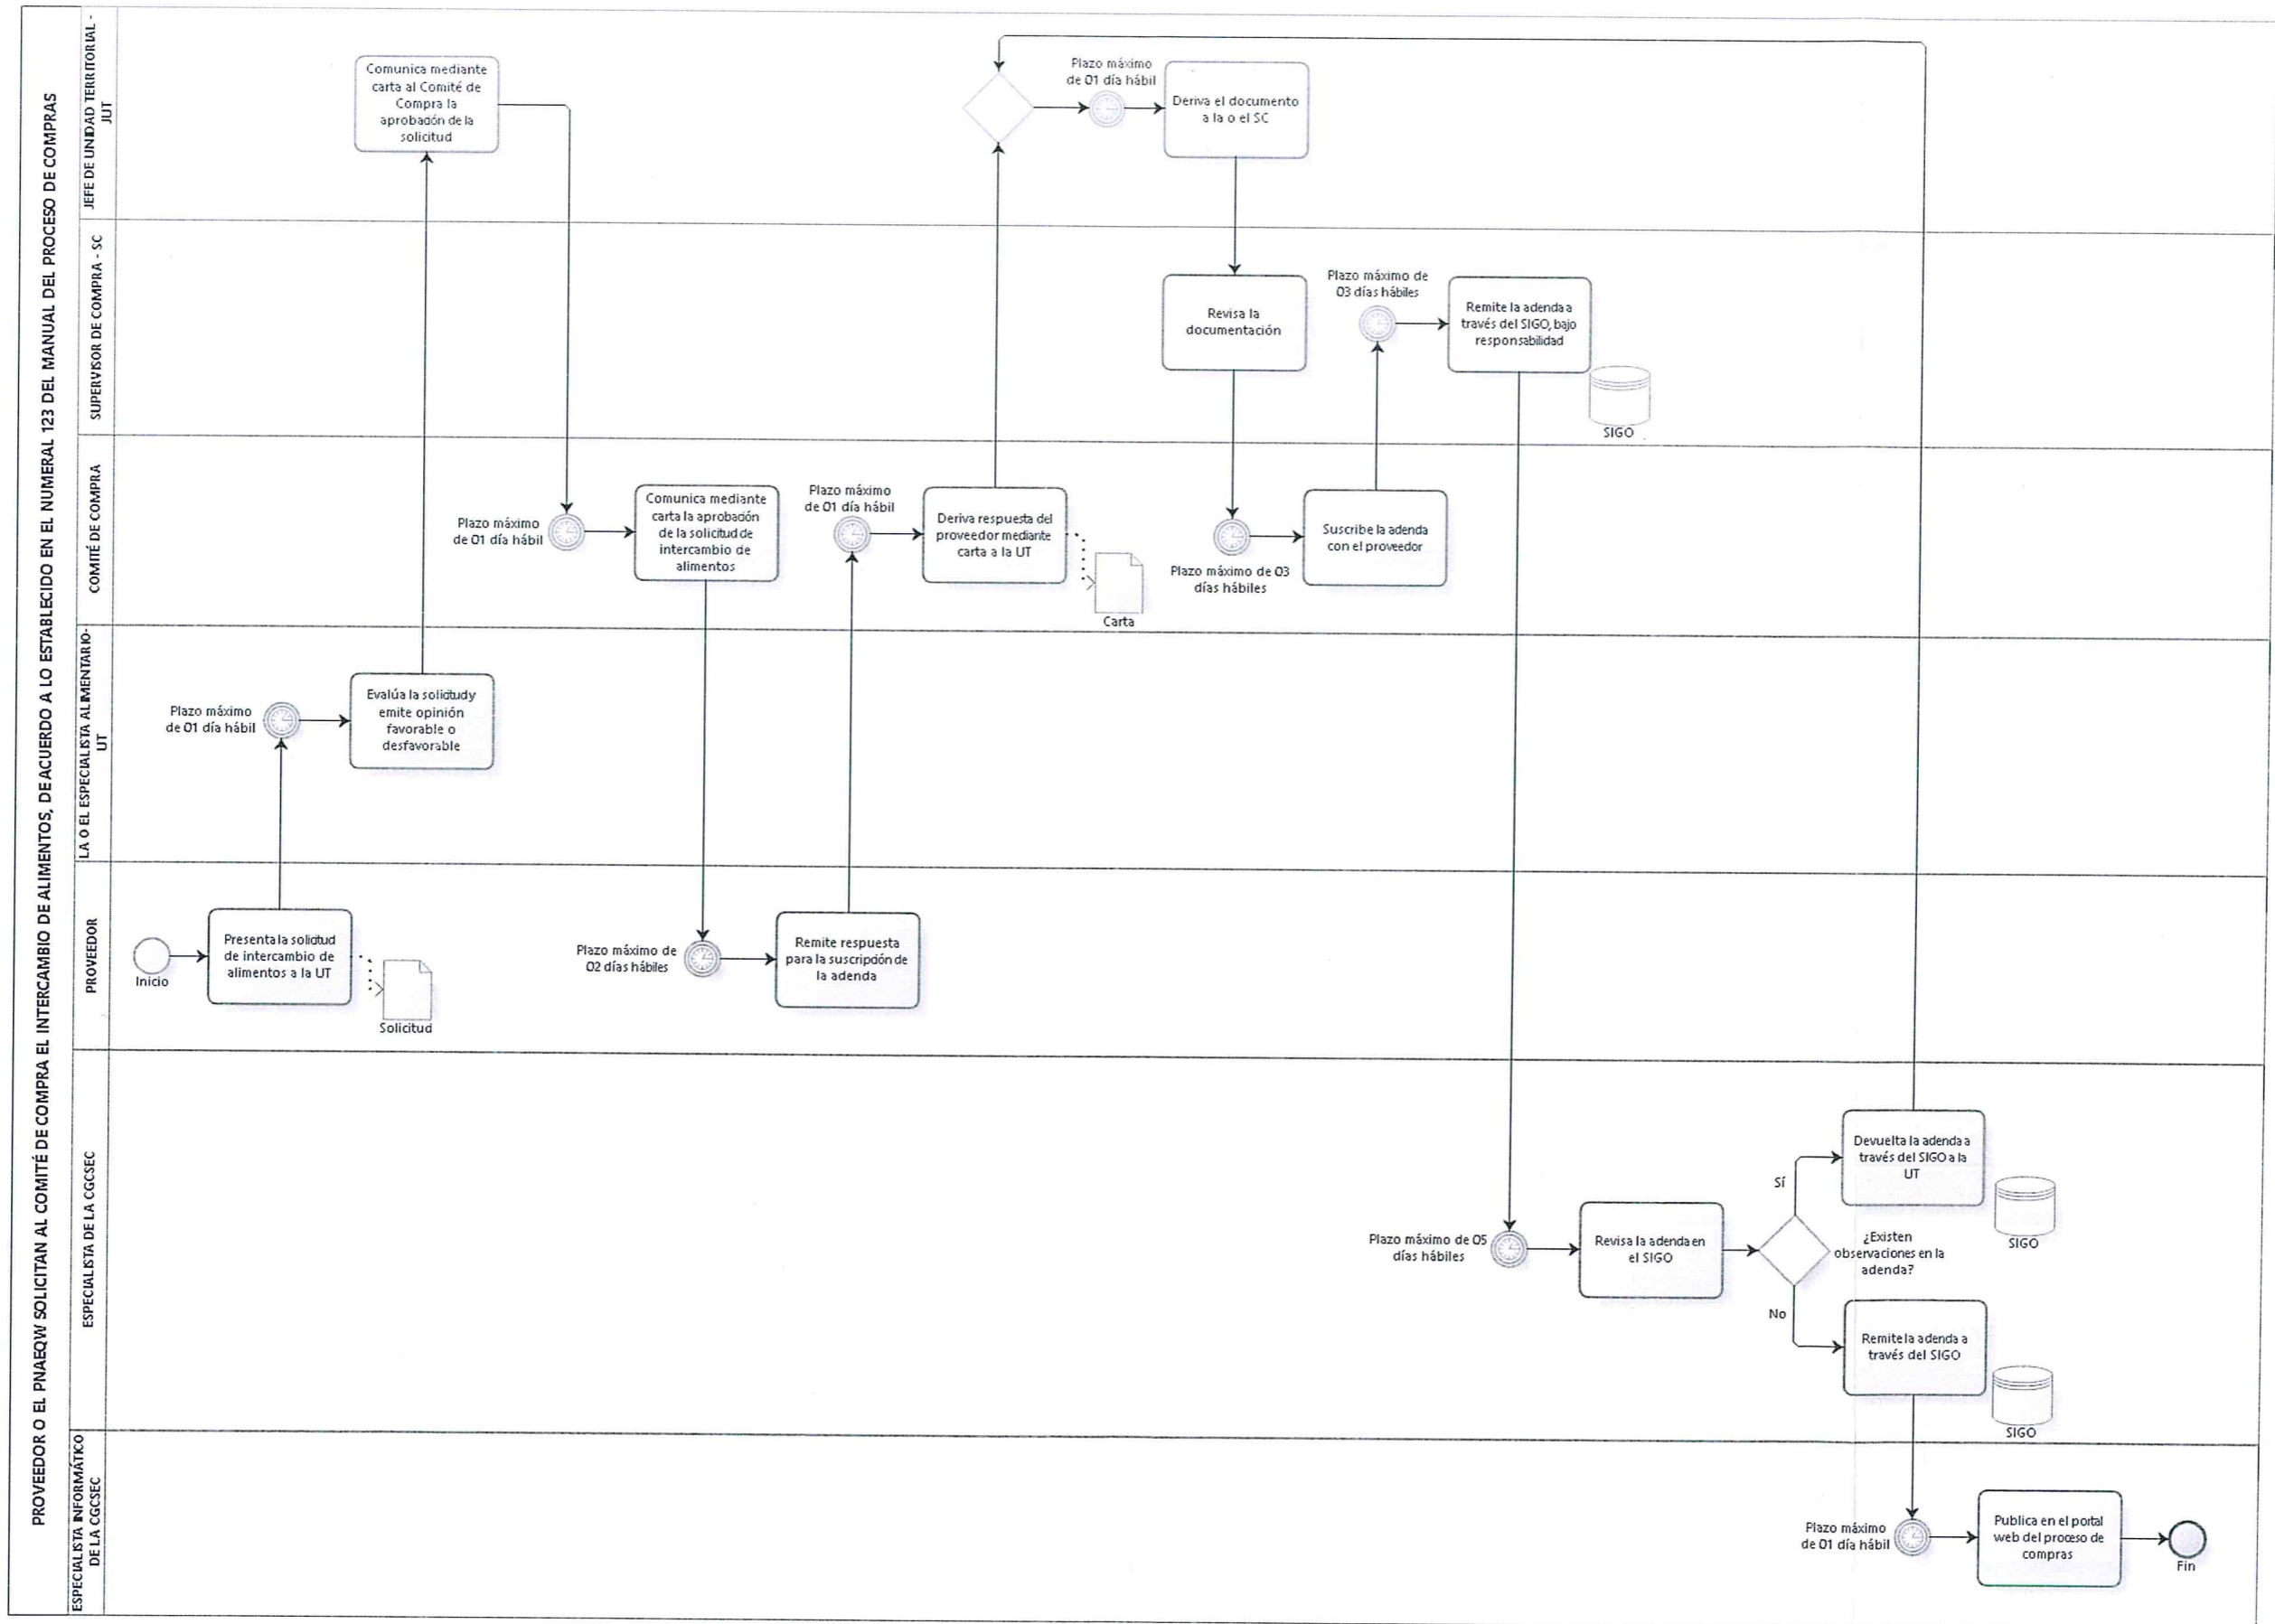 PROVEEDOR O EL PNAEQW SOLICITAN AL COMITÉ DE COMPRA EL INTERCAMBIO DE ALIMENTOS, DE ACUERDO A LO ESTABLECIDO EN EL NUMERAL 123 DEL MANUAL DEL PROCESO DE COMPRAS
JEFE DE UNIDAD TERRITORIAL -
JUT
Comunica mediante
carta al Comité de
Compra la
aprobación de la
solicitud
Plazo máximo
de 01 día hábil
Deriva el documento
a la o el SC
SUPERVISOR DE COMPRA - SC
Revisa la
documentación
Plazo máximo de
03 días hábiles
Remite la adenda a
través del SIGO, bajo
responsabilidad
SIGO
COMITÉ DE COMPRA
Plazo máximo
de 01 día hábil
Comunica mediante
carta la aprobación
de la solicitud de
intercambio de
alimentos
Plazo máximo
de 01 día hábil
Deriva respuesta del
proveedor mediante
carta a la UT
Carta
Plazo máximo de 03
días hábiles
Suscribe la adenda
con el proveedor
LA O EL ESPECIALISTA ALIMENTARIO-
UT
Plazo máximo
de 01 día hábil
Evalúa la solicitud y
emite opinión
favorable o
desfavorable
PROVEEDOR
Inicio
Presenta la solicitud
de intercambio de
alimentos a la UT
Solicitud
Plazo máximo de
02 días hábiles
Remite respuesta
para la suscripción de
la adenda
ESPECIALISTA DE LA CGCSEC
Plazo máximo de 05
días hábiles
Revisa la adenda en
el SIGO
¿Existen
observaciones en la
adenda?
Sí
Devuelta la adenda a
través del SIGO a la
UT
SIGO
No
Remite la adenda a
través del SIGO
SIGO
ESPECIALISTA INFORMÁTICO
DE LA CGCSEC
Plazo máximo
de 01 día hábil
Publica en el portal
web del proceso de
compras
Fin